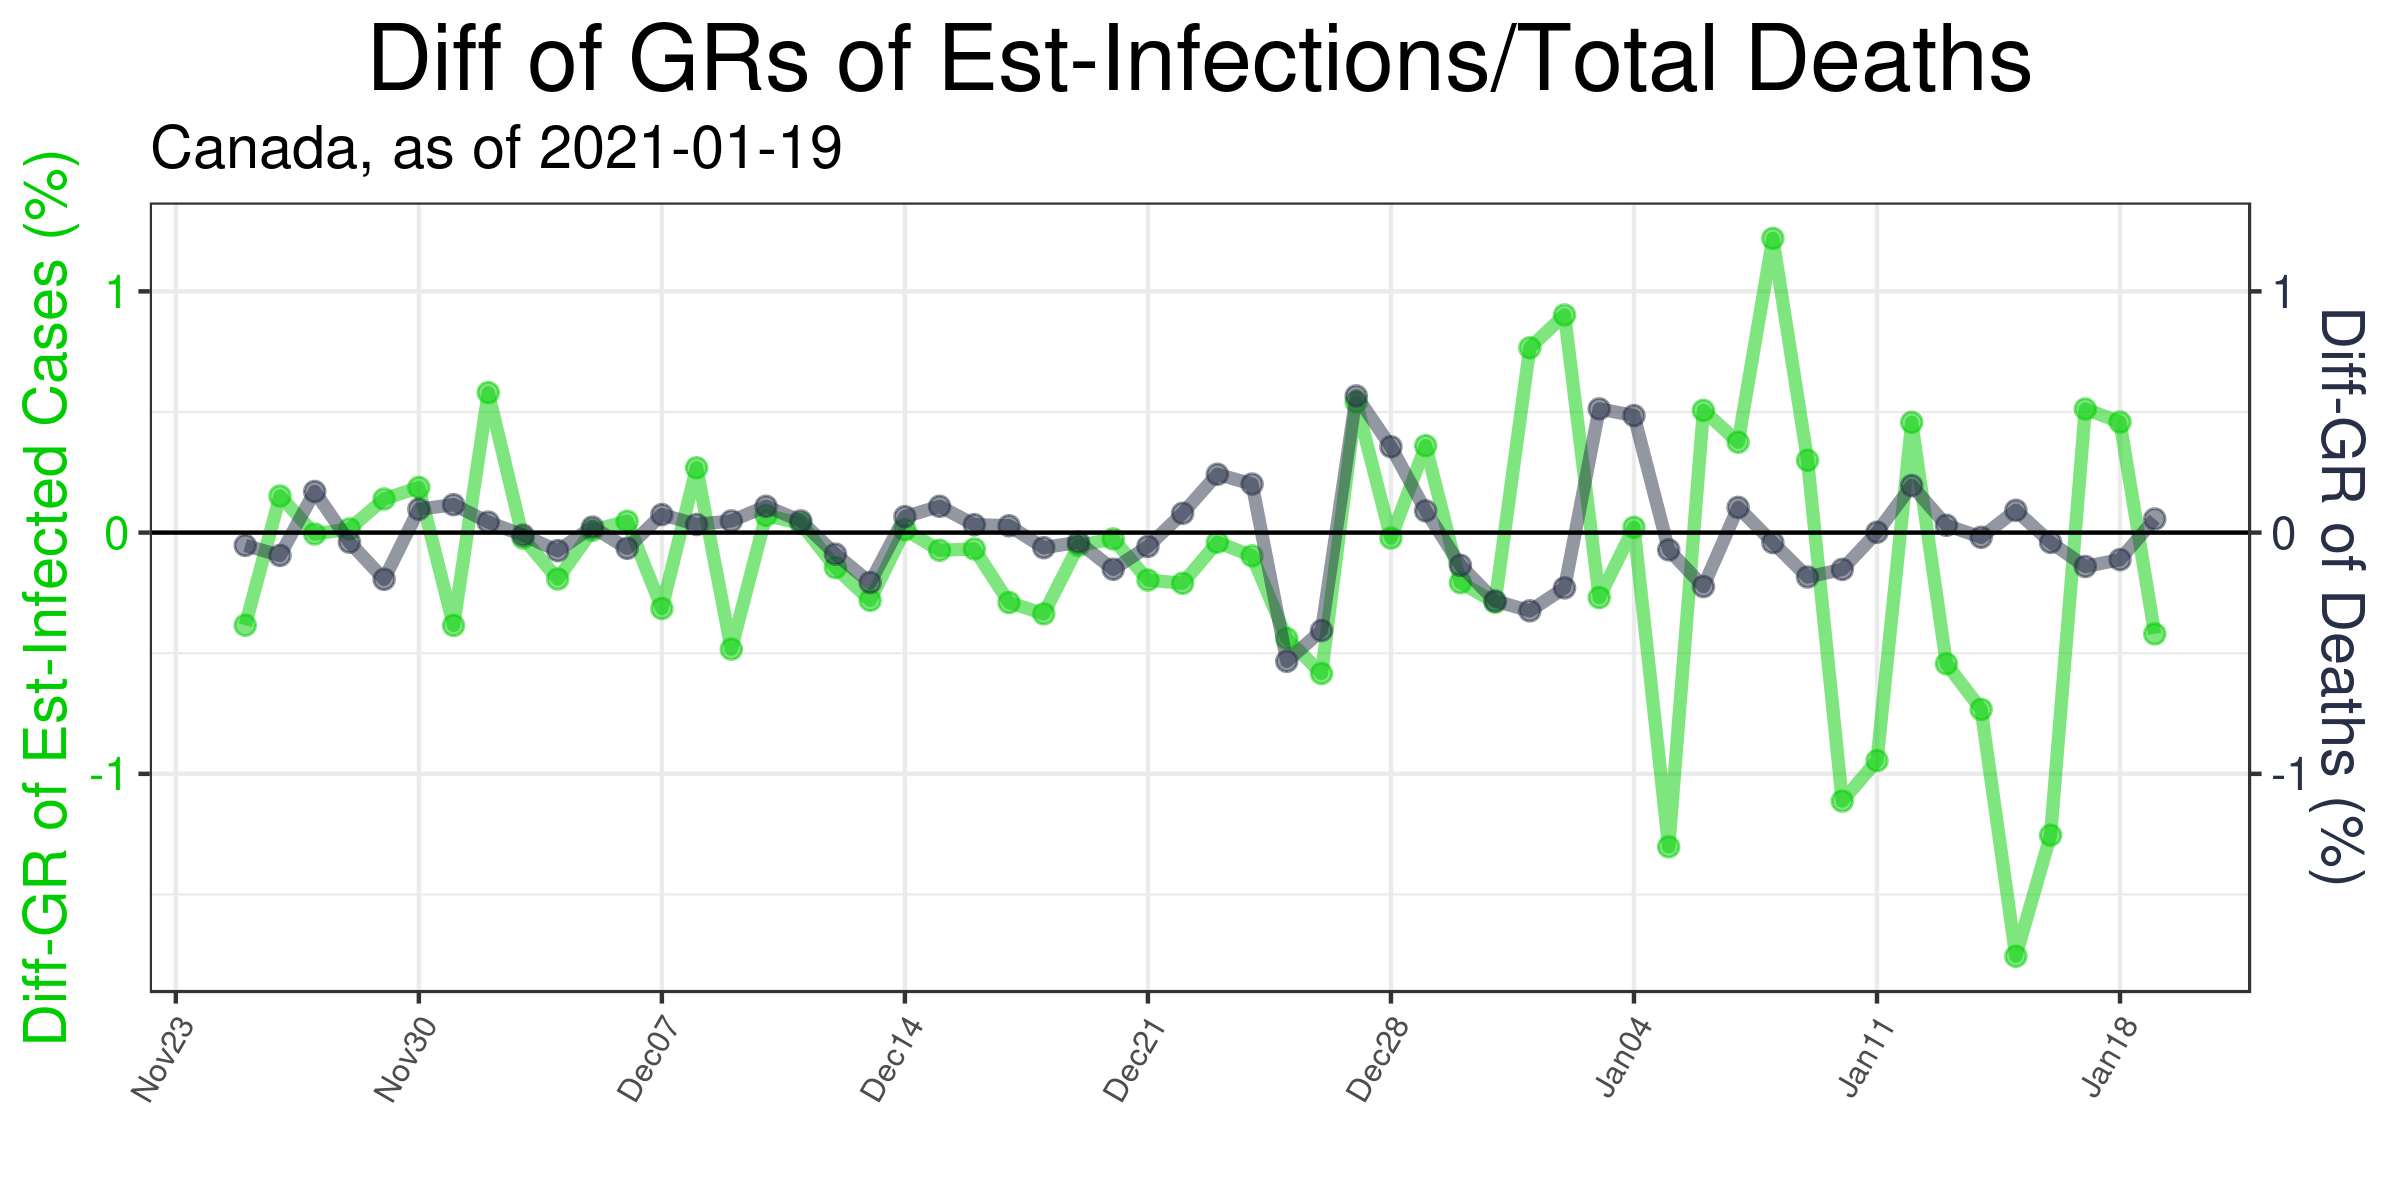 Diff of GRs of Est-Infections/Total Deaths
Canada, as of 2021-01-19
Diff-GR of Est-Infected Cases (%)
1
0
-1
1
0
-1
Diff-GR of Deaths (%)
Nov23
Nov30
Dec07
Dec14
Dec21
Dec28
Jan04
Jan11
Jan18